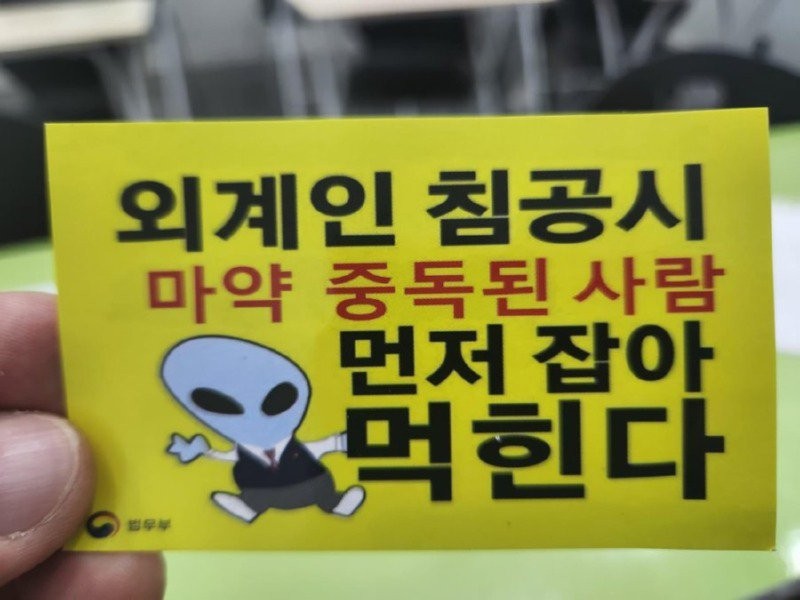 외계인 침공시
마약 중독된 사람
먼저 잡아
먹힌다
법무부